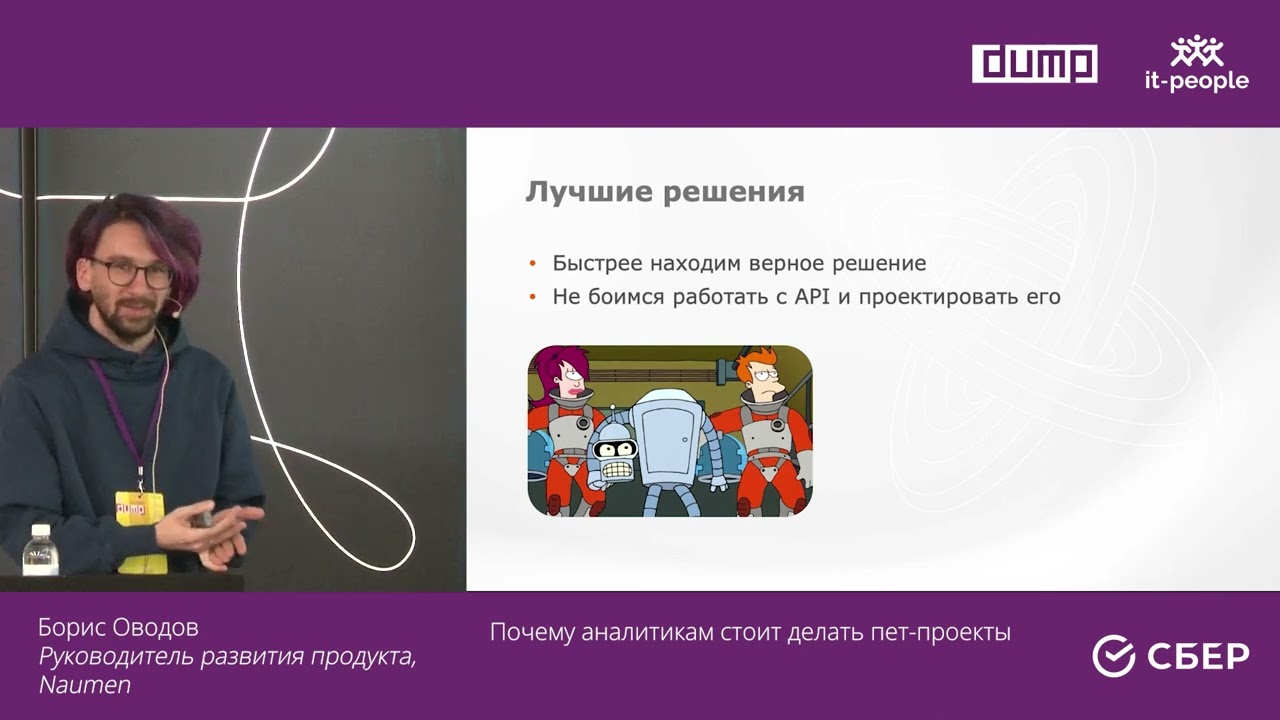 dump
it-people
Лучшие решения
• Быстрее находим верное решение
• Не боимся работать с API и проектировать его
dump
Борис Оводов
Руководитель развития продукта,
Naumen
Почему аналитикам стоит делать пет-проекты
СБЕР